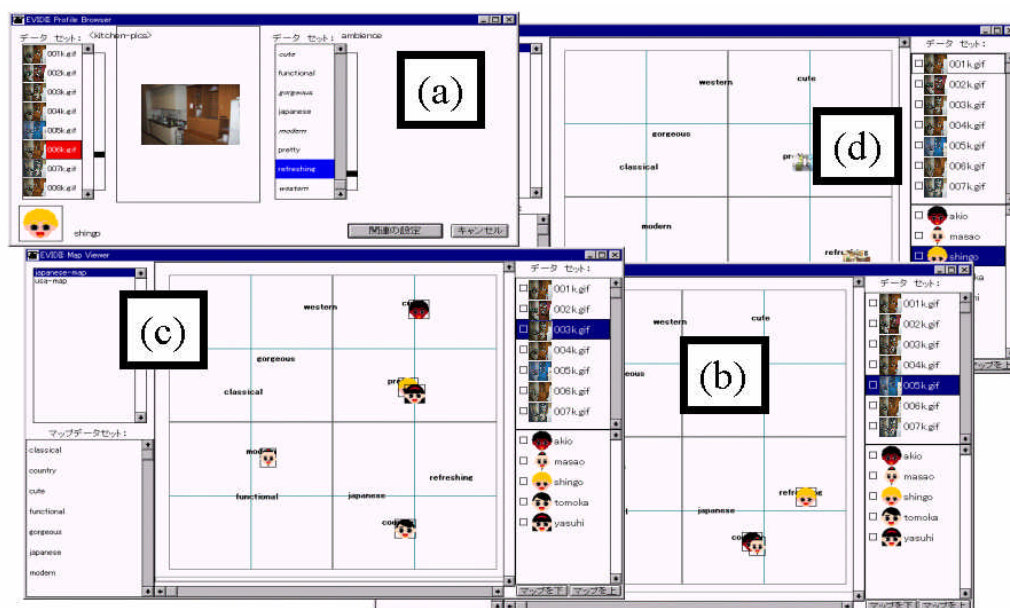 EVIDII Profile Browser
データ セット: <kitchen-pics>
データ セット: ambience
001k.gif
002k.gif
003k.gif
004k.gif
005k.gif
006k.gif
007k.gif
008k.gif
cute
functional
gorgeous
japanese
modern
pretty
refreshing
western
(a)
shingo
関連の設定
キャンセル
データ セット:
western
cute
gorgeous
classical
modern
(d)
001k.gif
002k.gif
003k.gif
004k.gif
005k.gif
006k.gif
007k.gif
akio
masao
shingo
EVIDII Map Viewer
japanese-map
usa-map
(c)
マップデータセット:
classical
country
cute
functional
gorgeous
japanese
modern
western
gorgeous
classical
functional
japanese
refreshing
データ セット:
001k.gif
002k.gif
003k.gif
004k.gif
005k.gif
006k.gif
007k.gif
akio
masao
shingo
tomoka
yasuhi
マップを下
マップを上
western
cute
(b)
japanese
データ セット:
001k.gif
002k.gif
003k.gif
004k.gif
005k.gif
006k.gif
007k.gif
akio
masao
shingo
tomoka
yasuhi
マップを下
マップを上